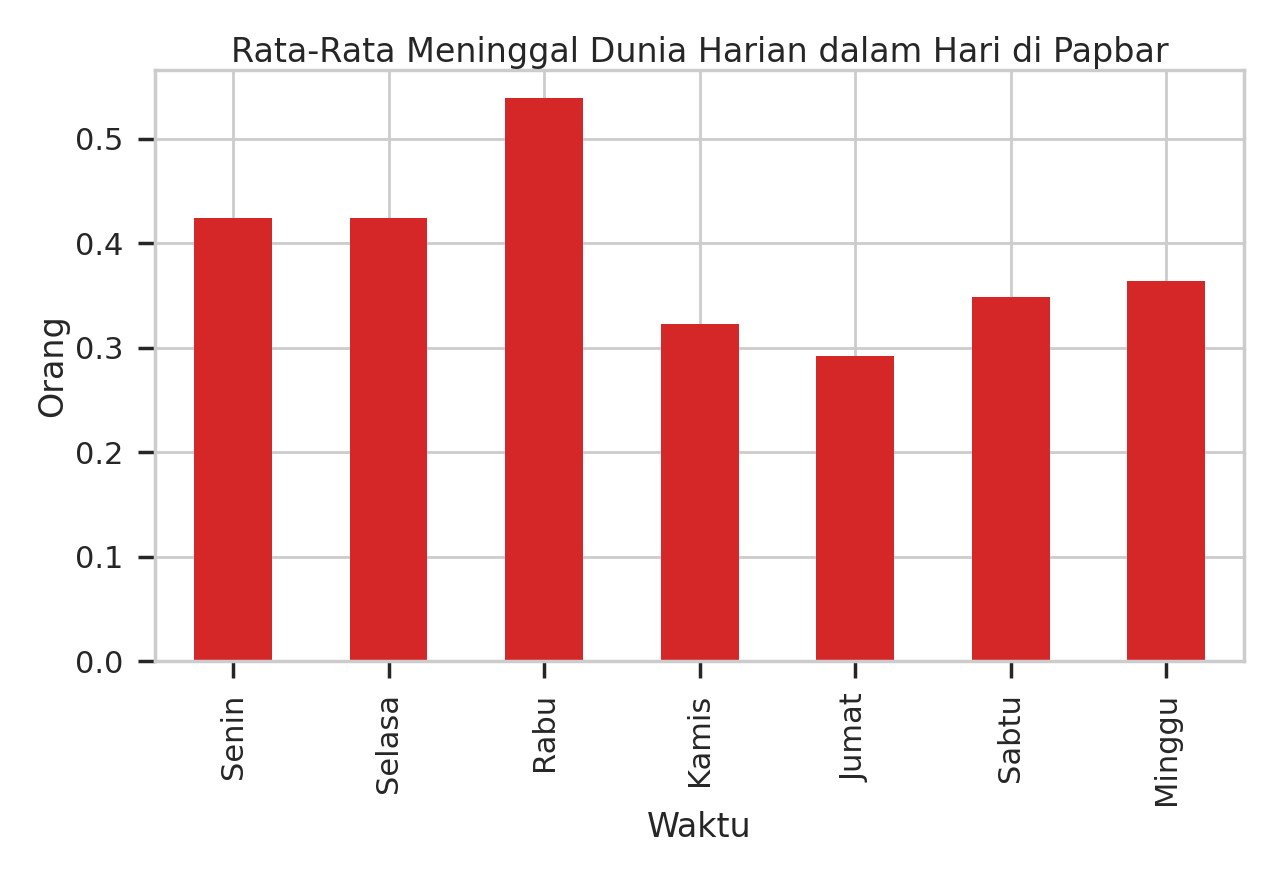 Rata-Rata Meninggal Dunia Harian dalam Hari di Papbar
Orang
0.5
0.4
0.3
0.2
0.1
0.0
Senin
Selasa
Rabu
Kamis
Jumat
Sabtu
Minggu
Waktu